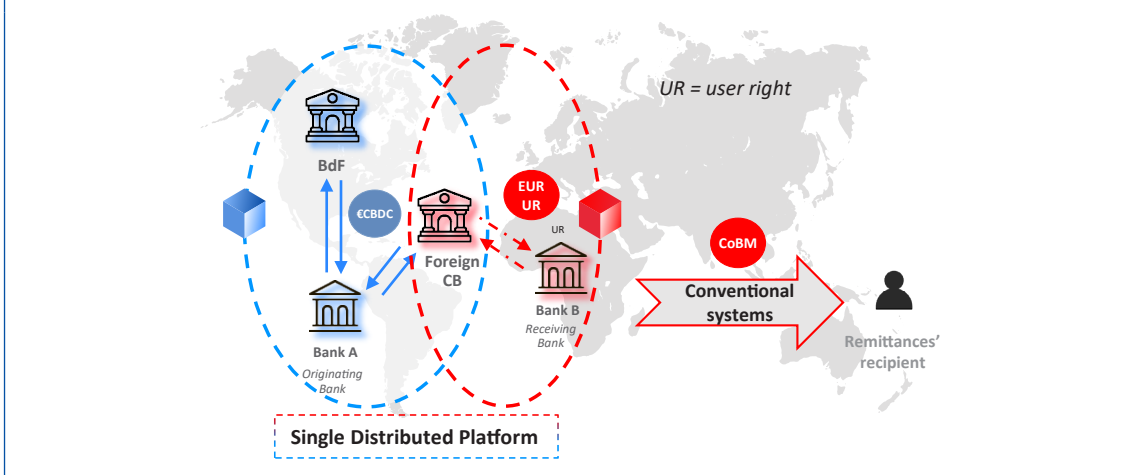 UR = user right
BdF
€CBDC
EUR
UR
UR
Foreign
CB
CoBM
Conventional
systems
Bank B
Receiving
Bank
Bank A
Originating
Bank
Remittances’
recipient
Single Distributed Platform